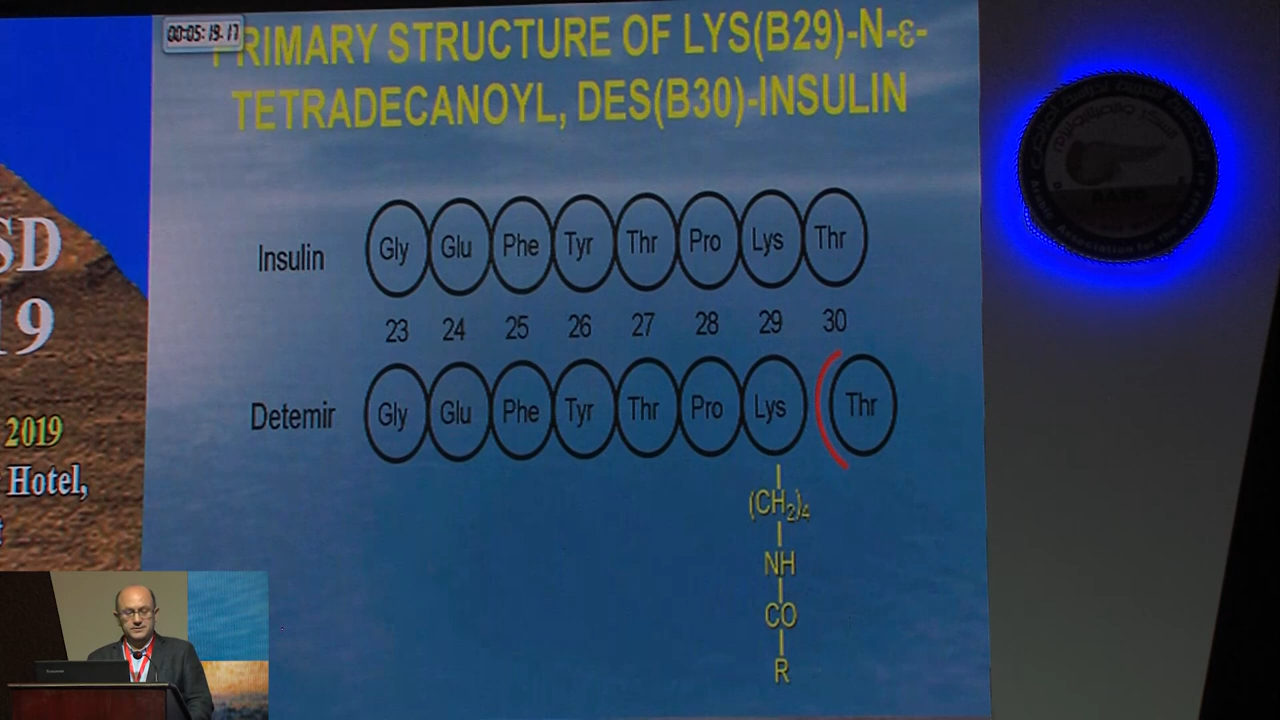 00:05:19.17
PRIMARY STRUCTURE OF LYS(B29)-N-ε-
TETRADECANOYL, DES(B30)-INSULIN
SD
19
2019
Hotel,
Insulin Gly Glu Phe Tyr Thr Pro Lys Thr
23 24 25 26 27 28 29 30
Detemir Gly Glu Phe Tyr Thr Pro Lys Thr
(CH₂)₄
NH
CO
R